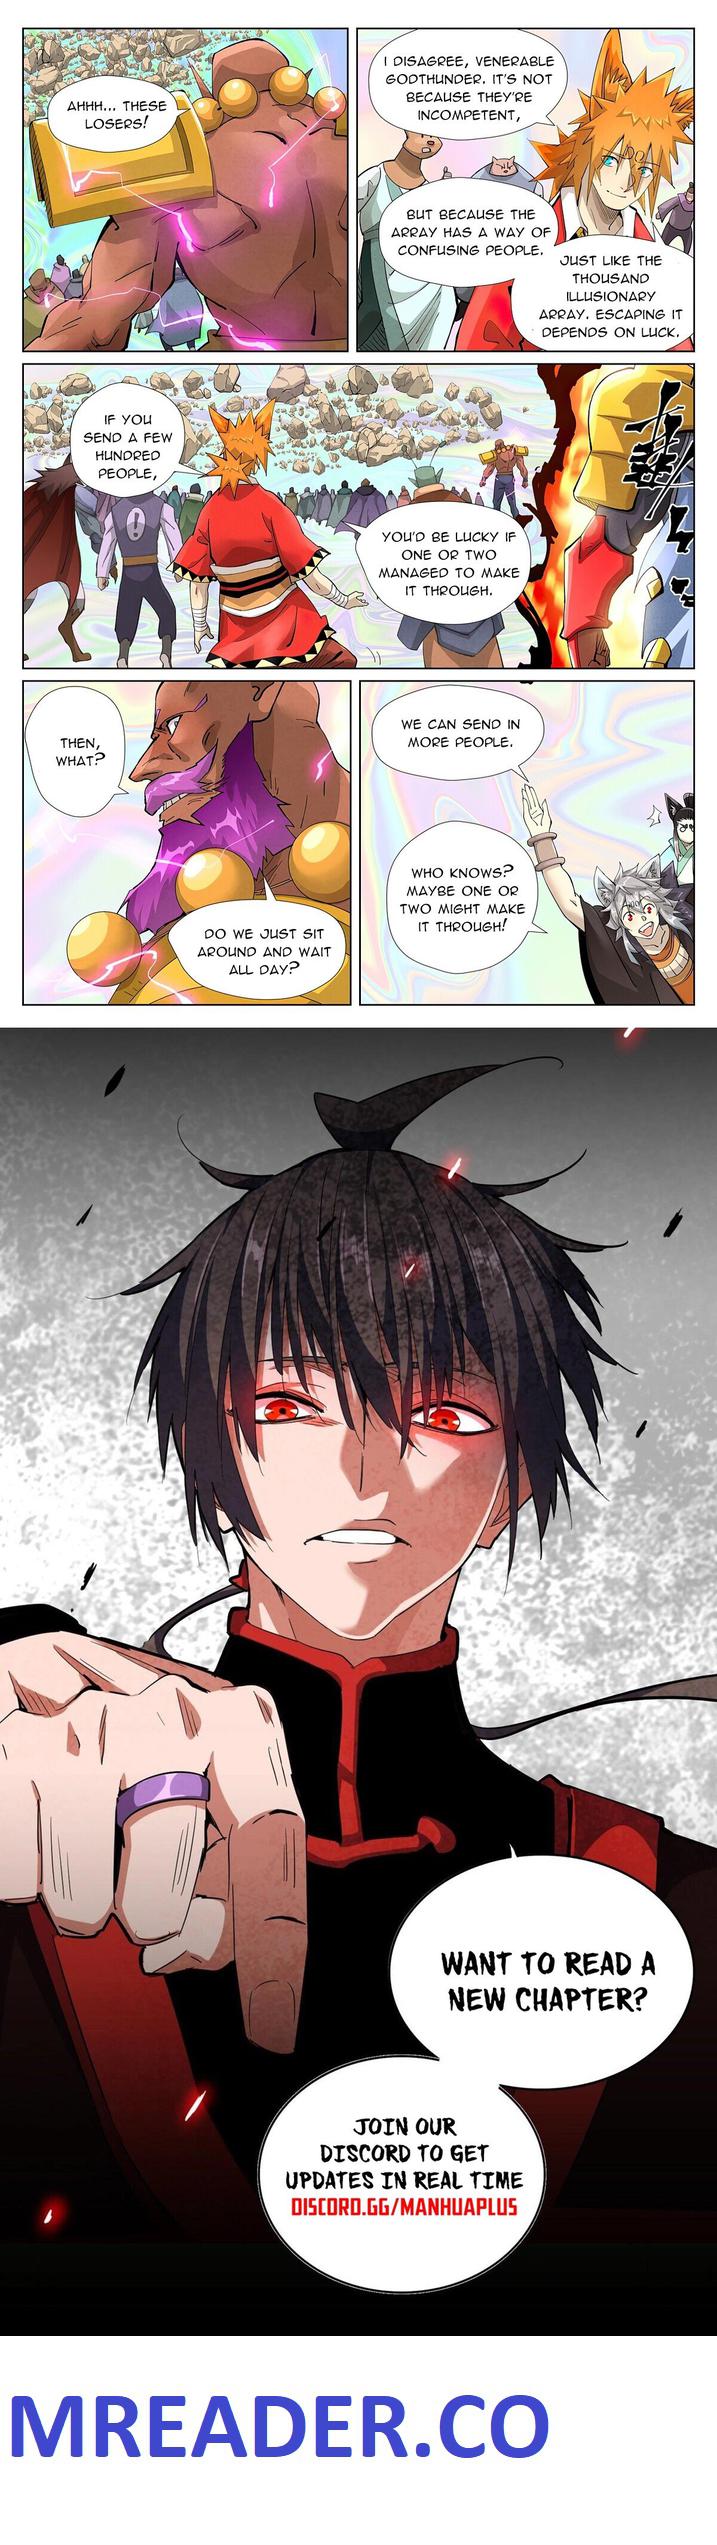 AHHH... THESE
LOSERS!
I DISAGREE, VENERABLE
GODTHUNDER. IT'S NOT
BECAUSE THEY'RE
INCOMPETENT,
BUT BECAUSE THE
ARRAY HAS A WAY OF
CONFUSING PEOPLE.
JUST LIKE THE
THOUSAND
ILLUSIONARY
ARRAY. ESCAPING IT
DEPENDS ON LUCK.
IF YOU
SEND A FEW
HUNDRED
PEOPLE,
YOU'D BE LUCKY IF
ONE OR TWO
MANAGED TO MAKE
IT THROUGH.
THEN,
WHAT?
DO WE JUST SIT
AROUND AND WAIT
ALL DAY?
WE CAN SEND IN
MORE PEOPLE.
WHO KNOWS?
MAYBE ONE OR
TWO MIGHT MAKE
IT THROUGH!
WANT TO READ A
NEW CHAPTER?
JOIN OUR
DISCORD TO GET
UPDATES IN REAL TIME
DISCORD.GG/MANHUAPLUS
MREADER.CO